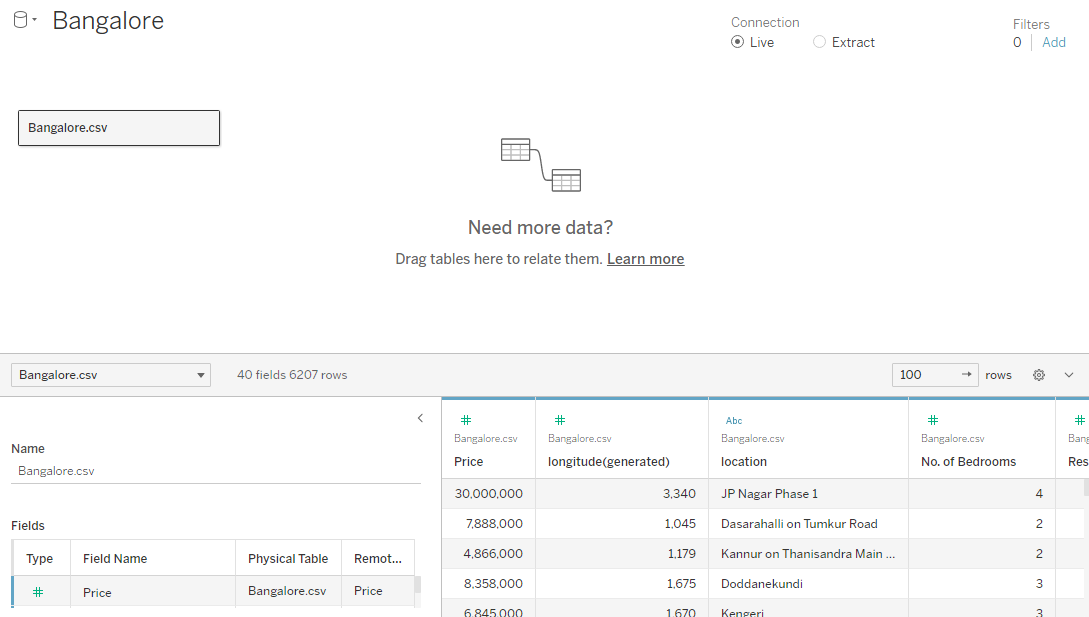 Bangalore
Connection
Live Extract
Filters
0 Add
Bangalore.csv
Need more data?
Drag tables here to relate them. Learn more
Bangalore.csv 40 fields 6207 rows 100 rows
Name
Bangalore.csv
Fields
Type Field Name Physical Table Remot...
# Price Bangalore.csv Price
# # Abc # #
Bangalore.csv Bangalore.csv Bangalore.csv Bangalore.csv Bang
Price longitude(generated) location No. of Bedrooms Res
30,000,000 3,340 JP Nagar Phase 1 4
7,888,000 1,045 Dasarahalli on Tumkur Road 2
4,866,000 1,179 Kannur on Thanisandra Main ... 2
8,358,000 1,675 Doddanekundi 3
6,845,000 1,670 Kengeri 3